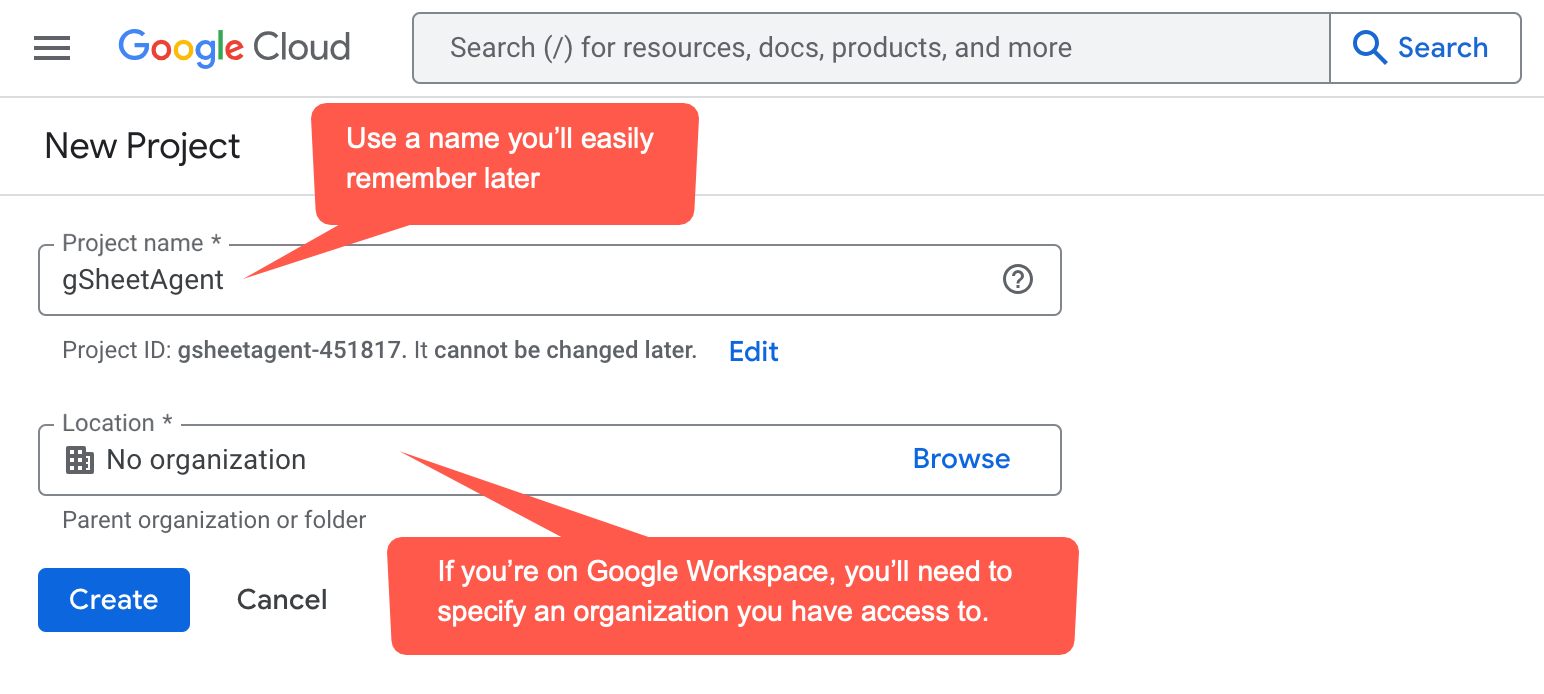 Google Cloud
Search (/) for resources, docs, products, and more
Search
New Project
Use a name you’ll easily
remember later
Project name *
gSheetAgent
Project ID: gsheetagent-451817. It cannot be changed later.
Edit
Location *
No organization
Browse
Parent organization or folder
If you’re on Google Workspace, you’ll need to
specify an organization you have access to.
Create
Cancel